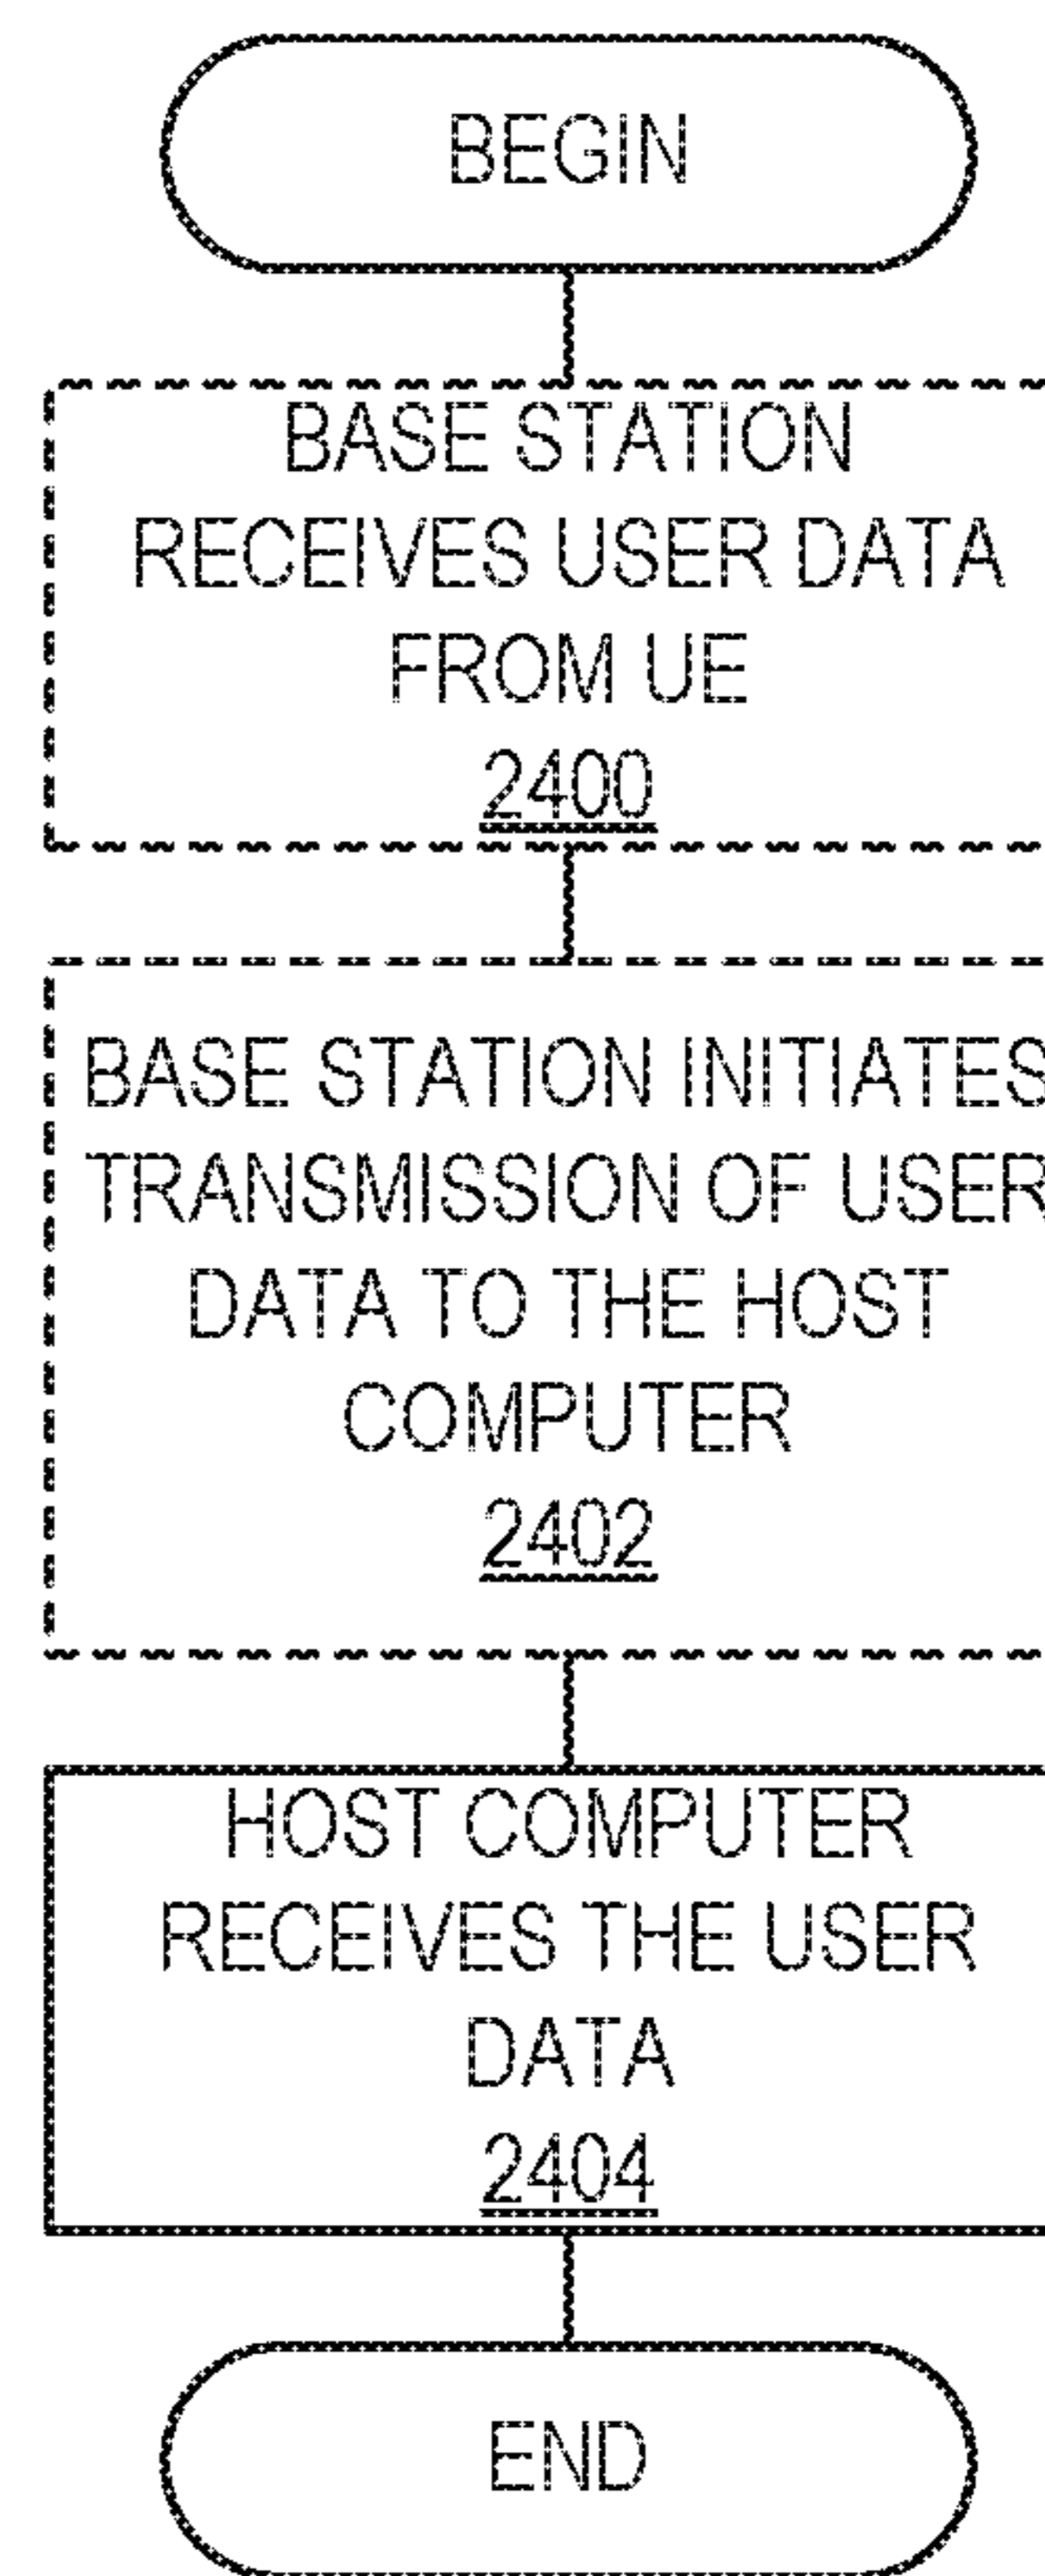 BEGIN
BASE STATION
RECEIVES USER DATA
FROM UE
2400
BASE STATION INITIATES
TRANSMISSION OF USER
DATA TO THE HOST
COMPUTER
2402
HOST COMPUTER
RECEIVES THE USER
DATA
2404
END